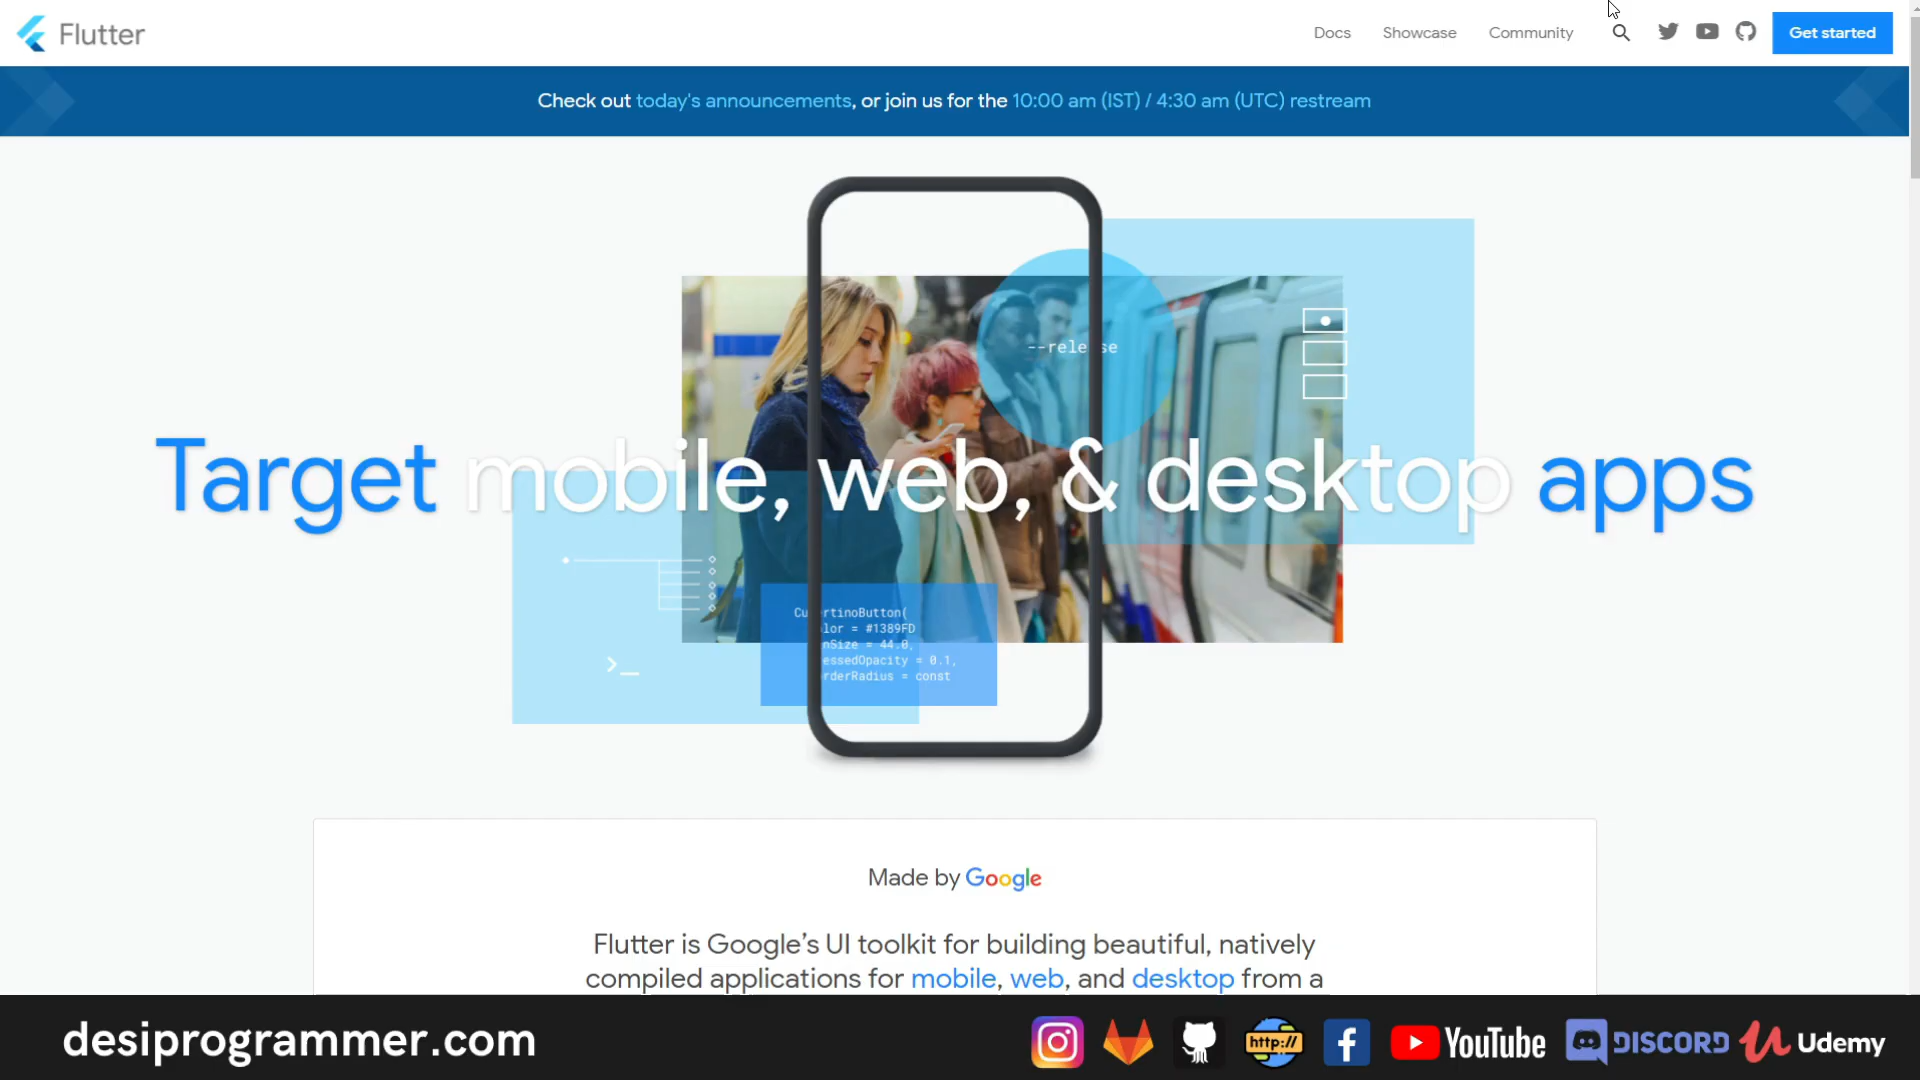 Flutter
Docs
Showcase
Community
Get started
Check out today's announcements, or join us for the 10:00 am (IST) / 4:30 am (UTC) restream
--release
Target mobile, web, & desktop apps
CupertinoButton(
lor = #1389FD
nSize = 44.0,
essedOpacity = 0.1,
rderRadius = const
>_
Made by Google
Flutter is Google’s UI toolkit for building beautiful, natively
compiled applications for mobile, web, and desktop from a
desiprogrammer.com
http://
YouTube
DISCORD
Udemy